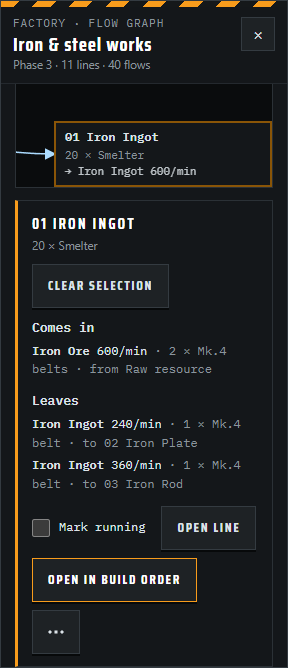 FACTORY · FLOW GRAPH
Iron & steel works
Phase 3 · 11 lines · 40 flows
×
01 Iron Ingot
20 × Smelter
→ Iron Ingot 600/min
01 IRON INGOT
20 × Smelter
CLEAR SELECTION
Comes in
Iron Ore 600/min · 2 × Mk.4
belts · from Raw resource
Leaves
Iron Ingot 240/min · 1 × Mk.4
belt · to 02 Iron Plate
Iron Ingot 360/min · 1 × Mk.4
belt · to 03 Iron Rod
Mark running
OPEN LINE
OPEN IN BUILD ORDER
•••